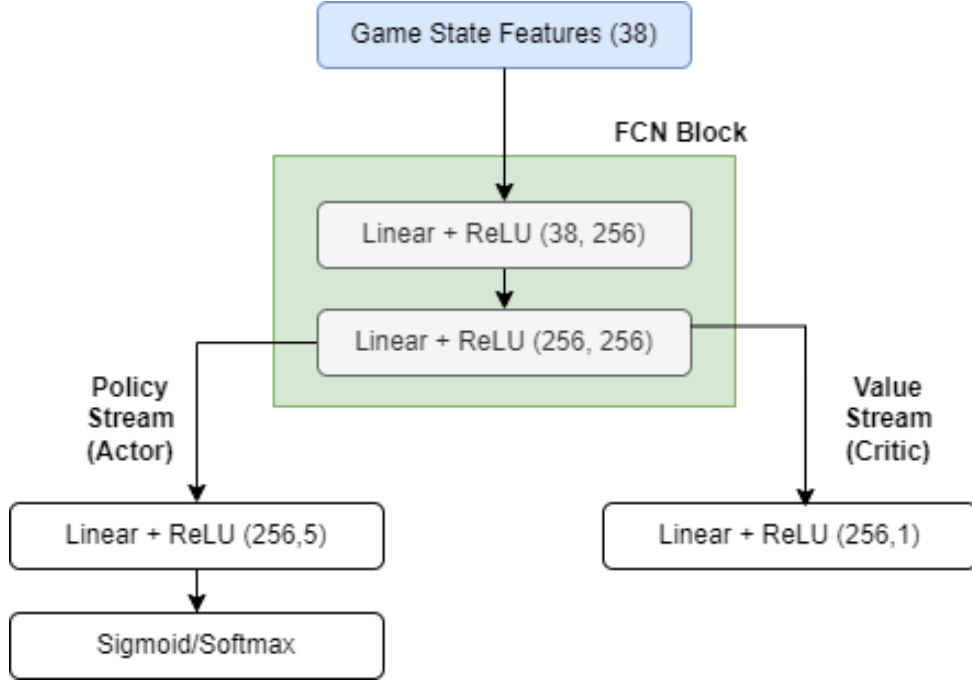 Game State Features (38)
FCN Block
Linear + ReLU (38, 256)
Linear + ReLU (256, 256)
Policy
Stream
(Actor)
Value
Stream
(Critic)
Linear + ReLU (256,5)
Linear + ReLU (256,1)
Sigmoid/Softmax